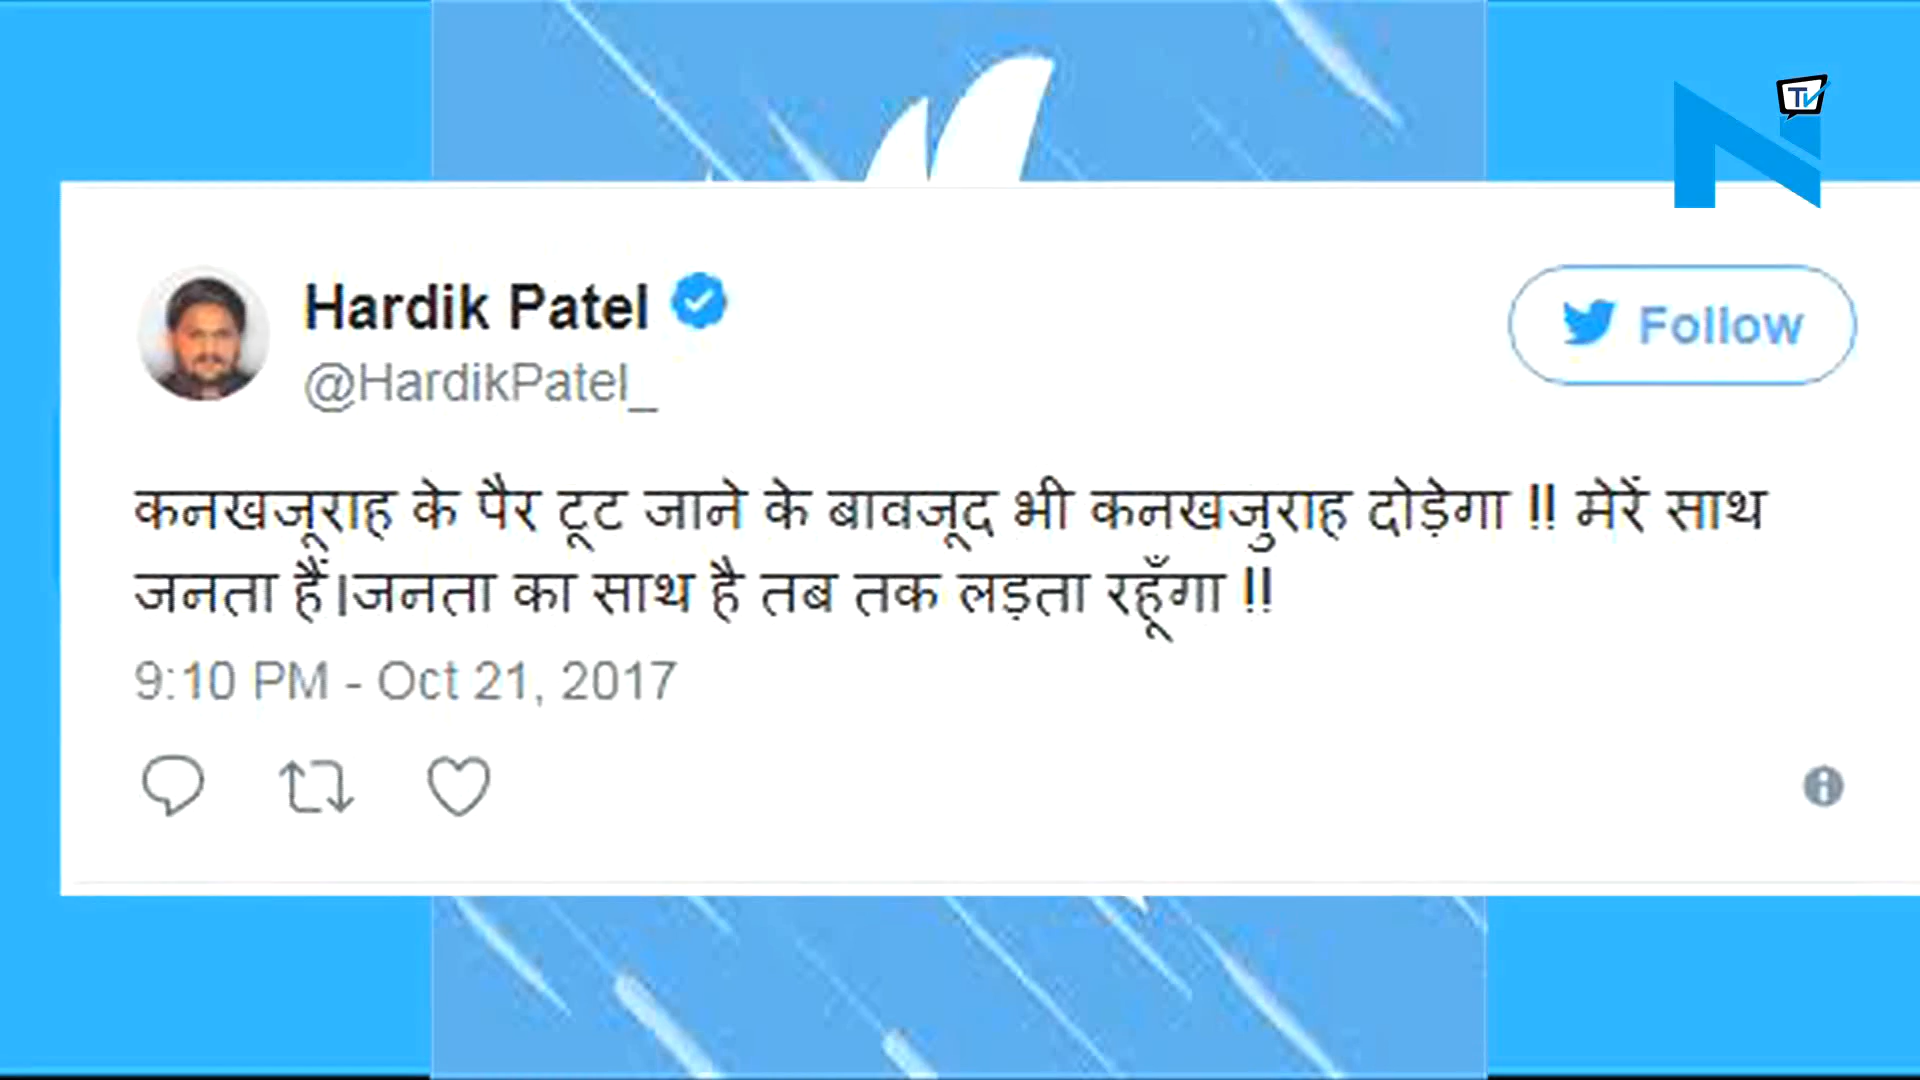 TV
Hardik Patel
@HardikPatel_
Follow
कनखजूराह के पैर टूट जाने के बावजूद भी कनखजुराह दोड़ेगा !! मेरें साथ
जनता हैं।जनता का साथ है तब तक लड़ता रहूँगा !!
9:10 PM - Oct 21, 2017